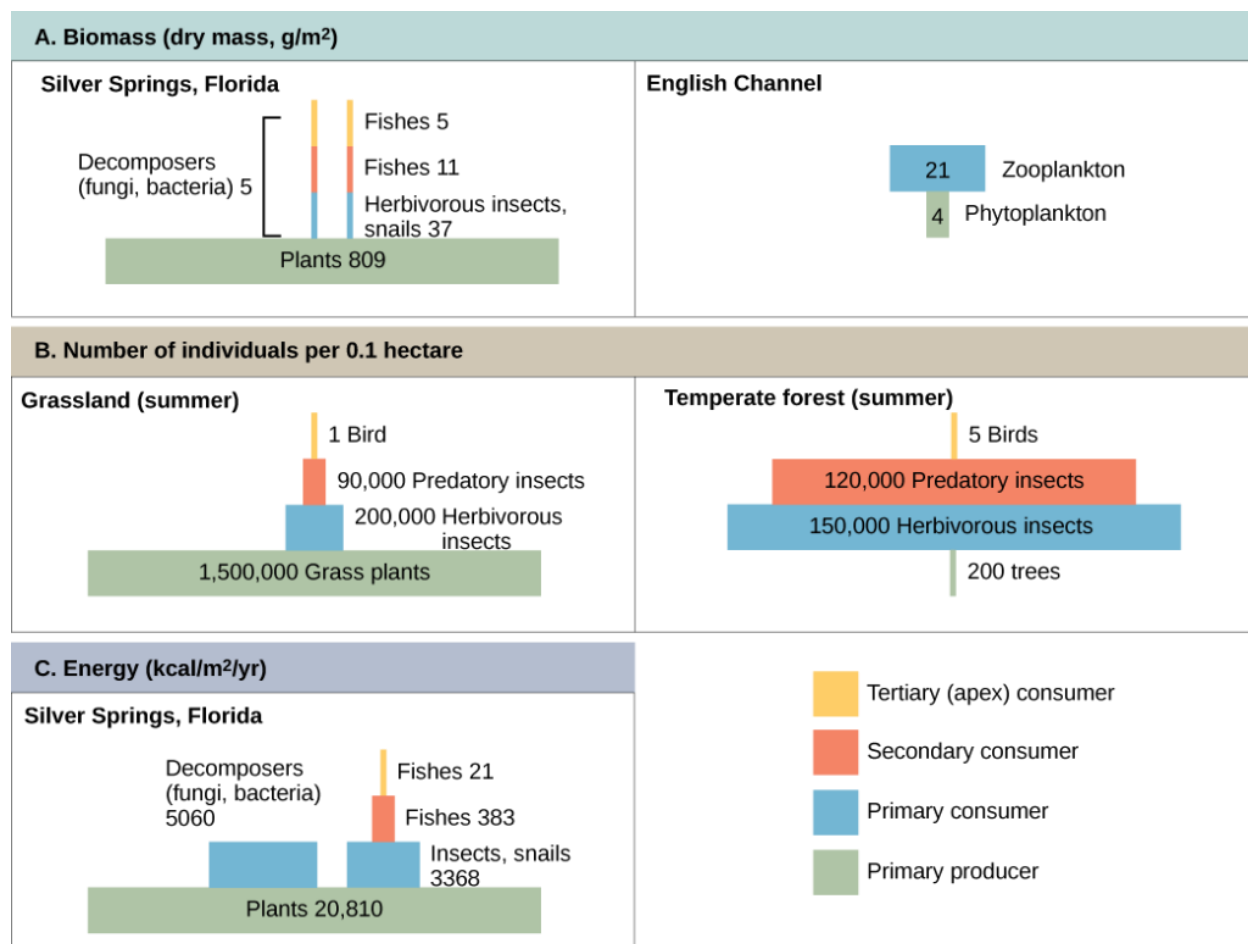 A. Biomass (dry mass, g/m²)
Silver Springs, Florida
Fishes 5
Fishes 11
Decomposers
(fungi, bacteria) 5
Herbivorous insects,
snails 37
Plants 809
English Channel
21
Zooplankton
4
Phytoplankton
B. Number of individuals per 0.1 hectare
Grassland (summer)
1 Bird
90,000 Predatory insects
200,000 Herbivorous
insects
1,500,000 Grass plants
Temperate forest (summer)
5 Birds
120,000 Predatory insects
150,000 Herbivorous insects
200 trees
C. Energy (kcal/m²/yr)
Silver Springs, Florida
Decomposers
(fungi, bacteria)
5060
Fishes 21
Fishes 383
Insects, snails
3368
Plants 20,810
Tertiary (apex) consumer
Secondary consumer
Primary consumer
Primary producer